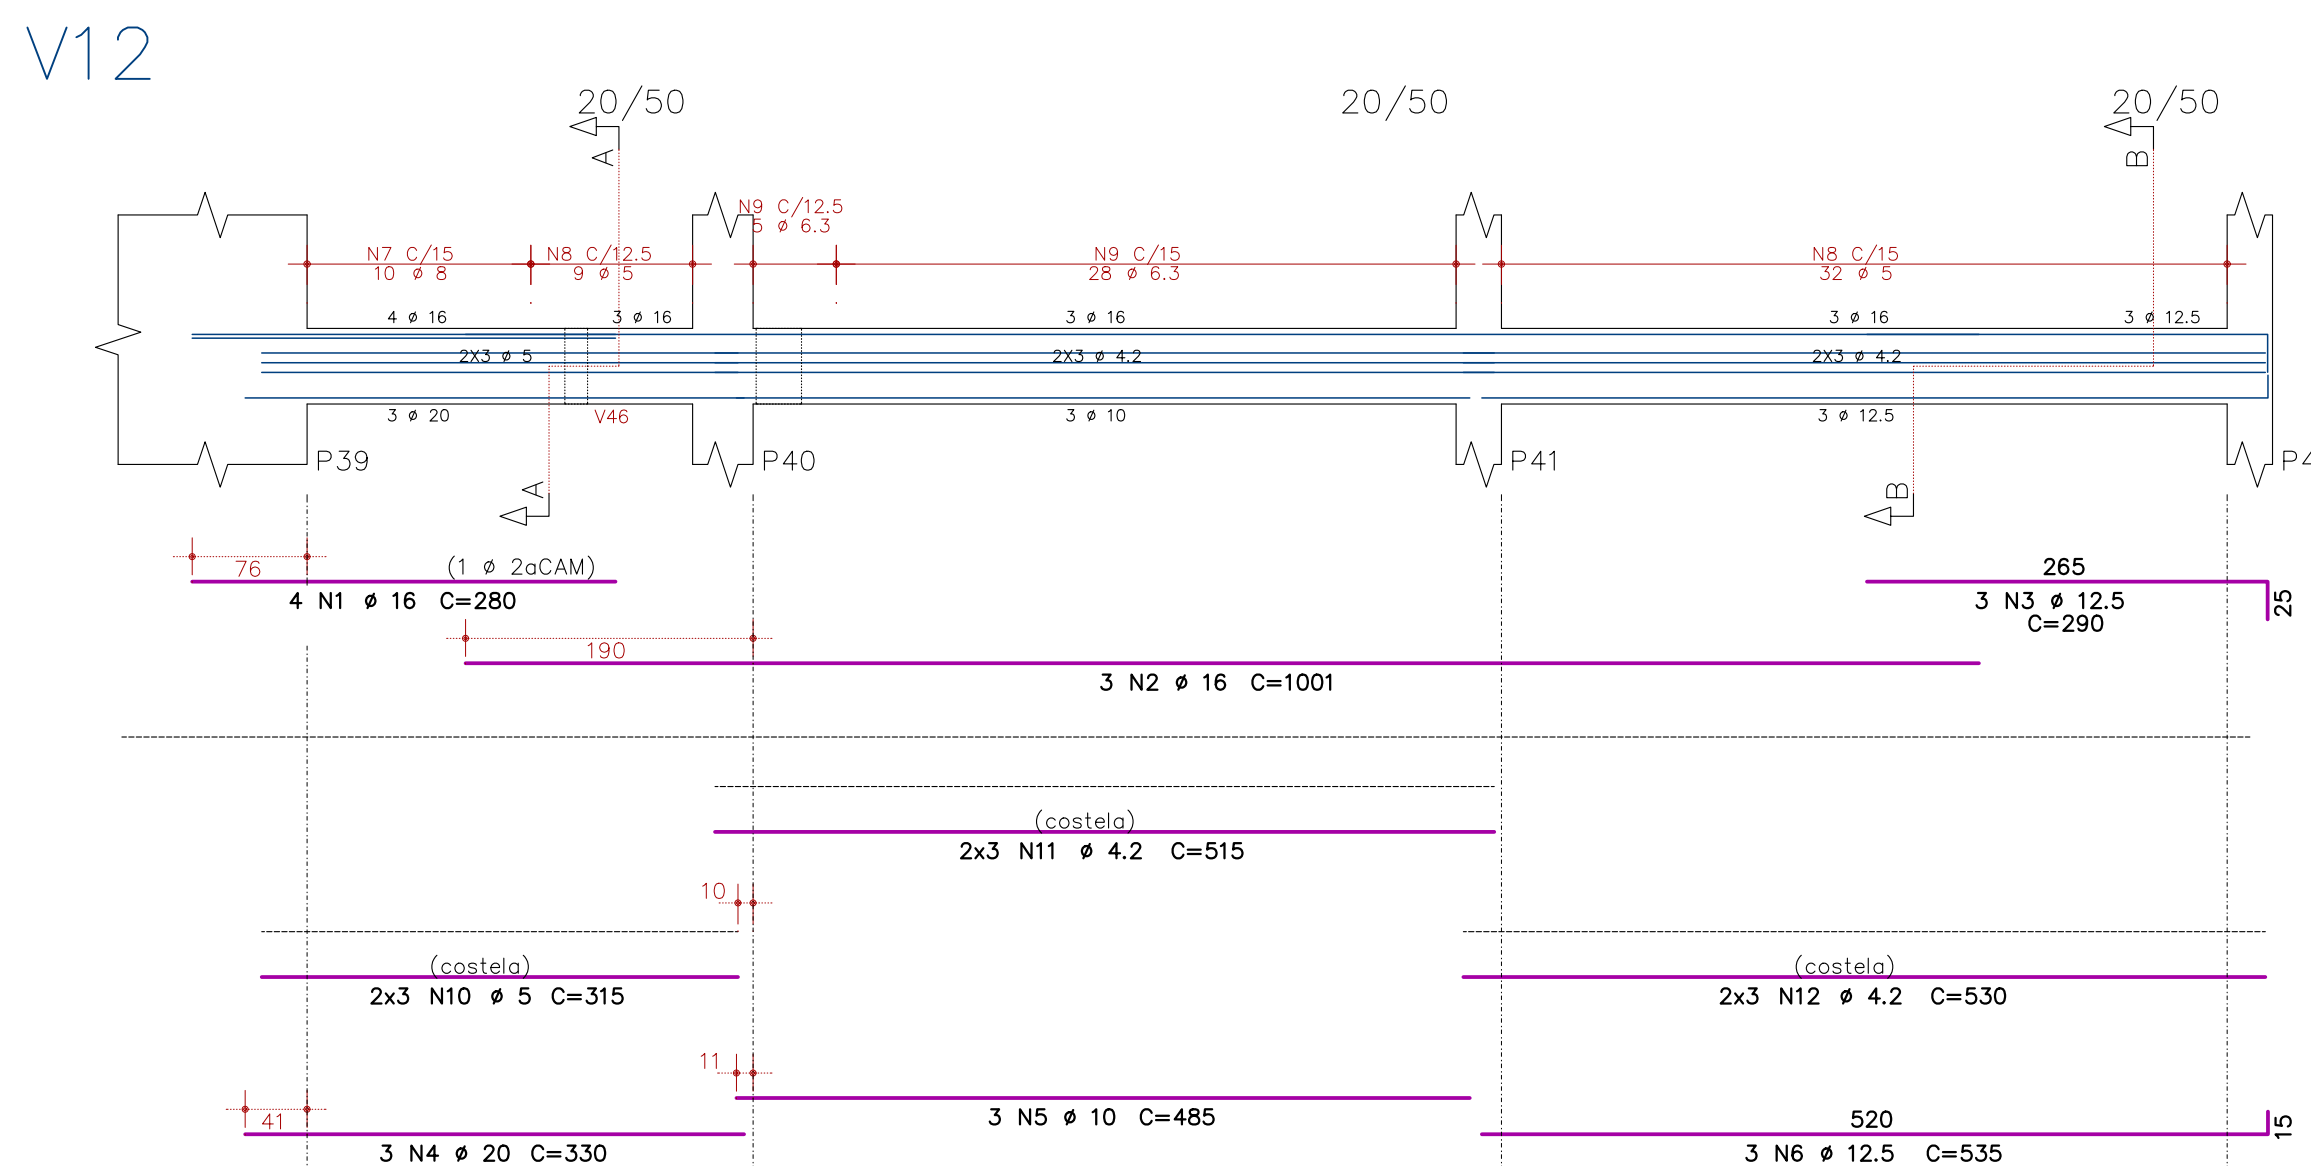 V12
20/50
20/50
20/50
A
B
N9 C/12.5
5 ø 6.3
N7 C/15
10 ø 8
N8 C/12.5
9 ø 5
N9 C/15
28 ø 6.3
N8 C/15
32 ø 5
4 ø 16
3 ø 16
3 ø 16
3 ø 16
3 ø 12.5
2X3 ø 5
2X3 ø 4.2
2X3 ø 4.2
3 ø 20
V46
3 ø 10
3 ø 12.5
P39
P40
P41
P4
A
B
76
(1 ø 2aCAM)
4 N1 ø 16 C=280
265
3 N3 ø 12.5
C=290
25
190
3 N2 ø 16 C=1001
(costela)
2x3 N11 ø 4.2 C=515
10
(costela)
2x3 N10 ø 5 C=315
(costela)
2x3 N12 ø 4.2 C=530
11
3 N5 ø 10 C=485
41
3 N4 ø 20 C=330
520
3 N6 ø 12.5 C=535
15